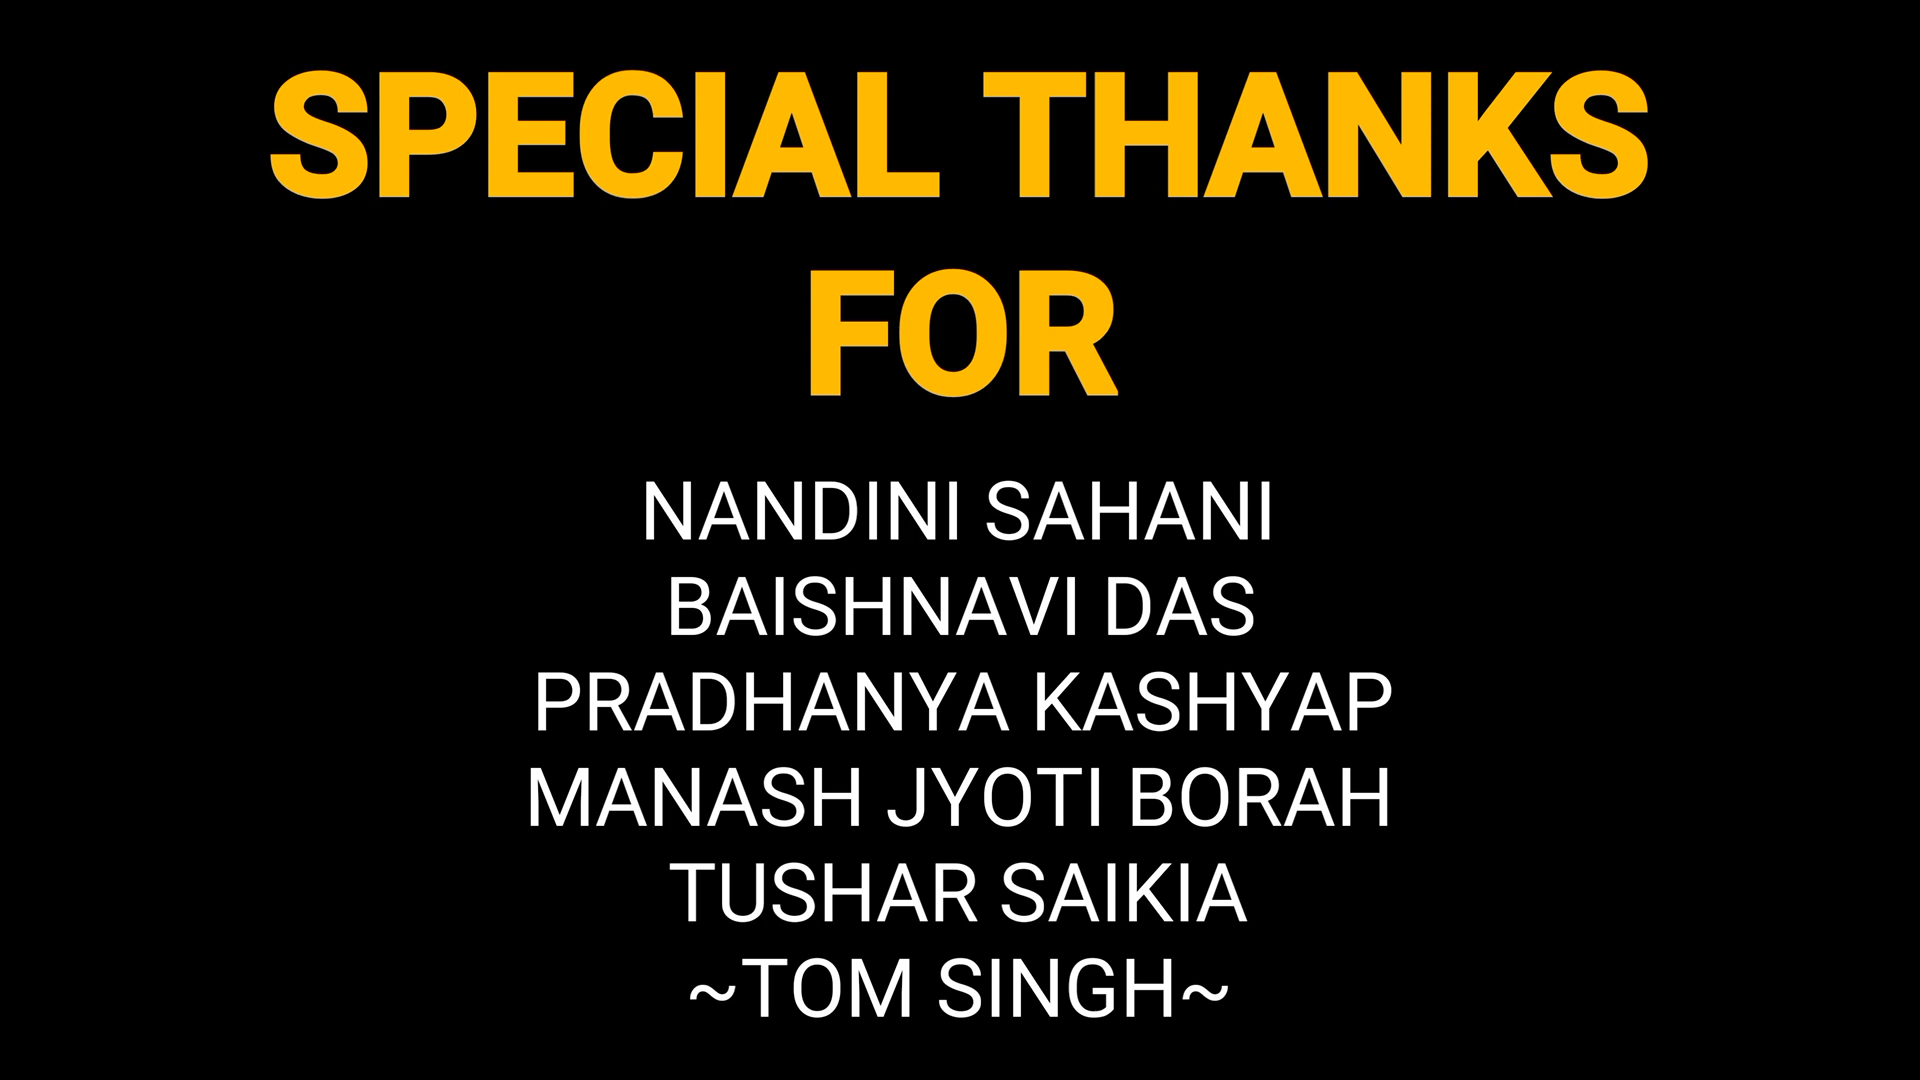 SPECIAL THANKS
FOR
NANDINI SAHANI
BAISHNAVI DAS
PRADHANYA KASHYAP
MANASH JYOTI BORAH
TUSHAR SAIKIA
~TOM SINGH~